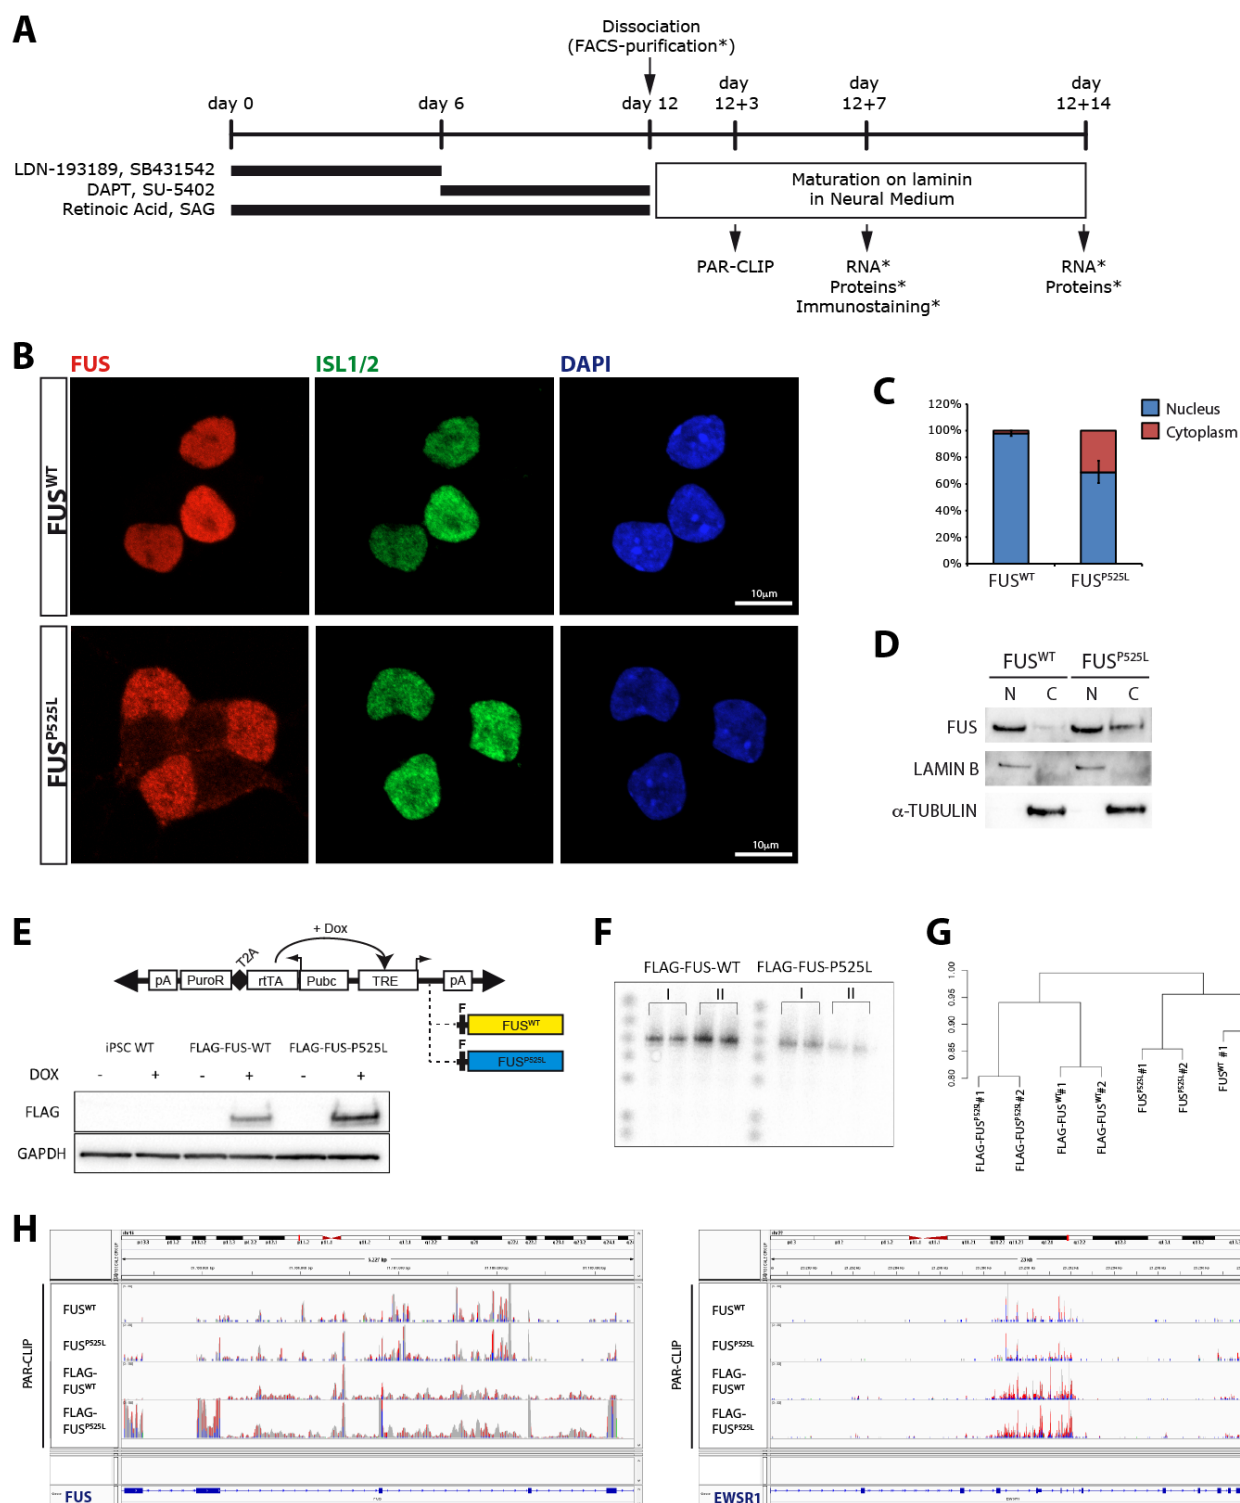 A
Dissociation
(FACS-purification*)
day 0
day 6
day 12
day
12+3
day
12+7
day
12+14
LDN-193189, SB431542
DAPT, SU-5402
Retinoic Acid, SAG
Maturation on laminin
in Neural Medium
PAR-CLIP
RNA*
Proteins*
Immunostaining*
RNA*
Proteins*
B
FUS
ISL1/2
DAPI
FUSWT
10μm
FUSP525L
10μm
C
120%
100%
80%
60%
40%
20%
0%
FUSWT
FUSP525L
Nucleus
Cytoplasm
D
FUSWT
FUSP525L
N C N C
FUS
LAMIN B
α-TUBULIN
E
+ Dox
pA
PuroR
T2A
rtTA
Pubc
TRE
pA
F
FUSWT
F
FUSP525L
iPSC WT
FLAG-FUS-WT
FLAG-FUS-P525L
DOX - + - + - +
FLAG
GAPDH
F
FLAG-FUS-WT
FLAG-FUS-P525L
I II I II
G
1.00
0.95
0.90
0.85
0.80
FLAG-FUSP525L#1
FLAG-FUSP525L#2
FLAG-FUSWT#1
FLAG-FUSWT#2
FUSP525L#1
FUSP525L#2
FUSWT #1
H
PAR-CLIP
FUSWT
FUSP525L
FLAG-
FUSWT
FLAG-
FUSP525L
FUS
PAR-CLIP
FUSWT
FUSP525L
FLAG-
FUSWT
FLAG-
FUSP525L
EWSR1